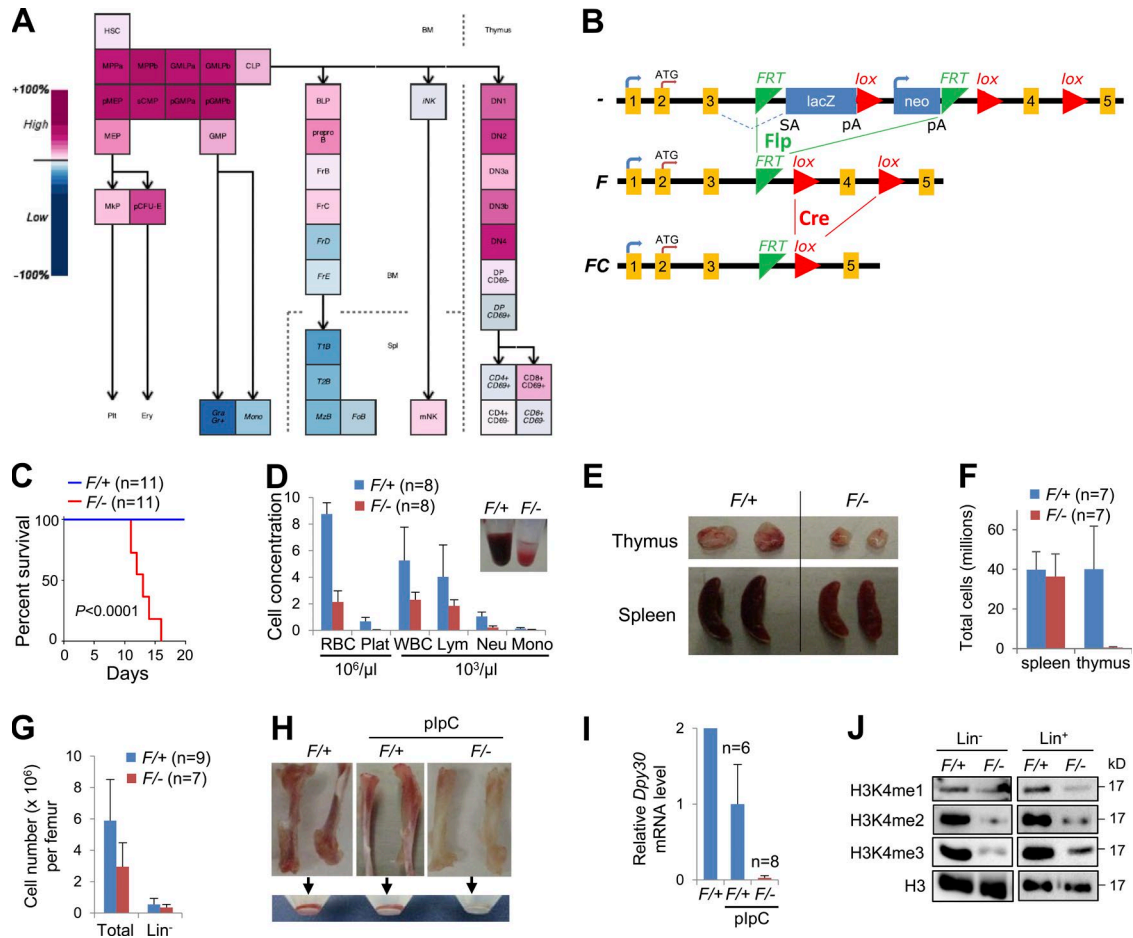 A
HSC
BM
Thymus
MPPa MPPb GMLPa GMLPb CLP
+100%
High
Low
-100%
pMEP sCMP pGMPa pGMPb
MEP GMP
MkP pCFU-E
Plt Ery
Gra Gr+ Mono
BLP
prepro B
FrB
FrC
FrD
FrE
BM
T1B
Spl
T2B
MzB FoB
iNK
mNK
DN1
DN2
DN3a
DN3b
DN4
DP CD69-
DP CD69+
CD4+ CD69+ CD8+ CD69+
CD4+ CD69- CD8+ CD69-
B
ATG FRT lox FRT lox lox
- 1 2 3 lacZ neo 4 5
SA pA pA
Flp
ATG FRT lox lox
F 1 2 3 4 5
Cre
ATG FRT lox
FC 1 2 3 5
C
F/+ (n=11)
F/- (n=11)
Percent survival
100
50
0
P<0.0001
0 5 10 15 20
Days
D
F/+ (n=8)
F/- (n=8)
F/+ F/-
Cell concentration
10
8
6
4
2
0
RBC Plat WBC Lym Neu Mono
10⁶/µl 10³/µl
E
F/+ F/-
Thymus
Spleen
F
F/+ (n=7)
F/- (n=7)
Total cells (millions)
60
40
20
0
spleen thymus
G
F/+ (n=9)
F/- (n=7)
Cell number (x 10⁶) per femur
10
8
6
4
2
0
Total Lin⁻
H
pIpC
F/+ F/+ F/-
I
Relative Dpy30 mRNA level
2
1
0
n=6
n=8
F/+ F/+ F/-
pIpC
J
Lin⁻ Lin⁺
F/+ F/- F/+ F/- kD
H3K4me1 17
H3K4me2 17
H3K4me3 17
H3 17